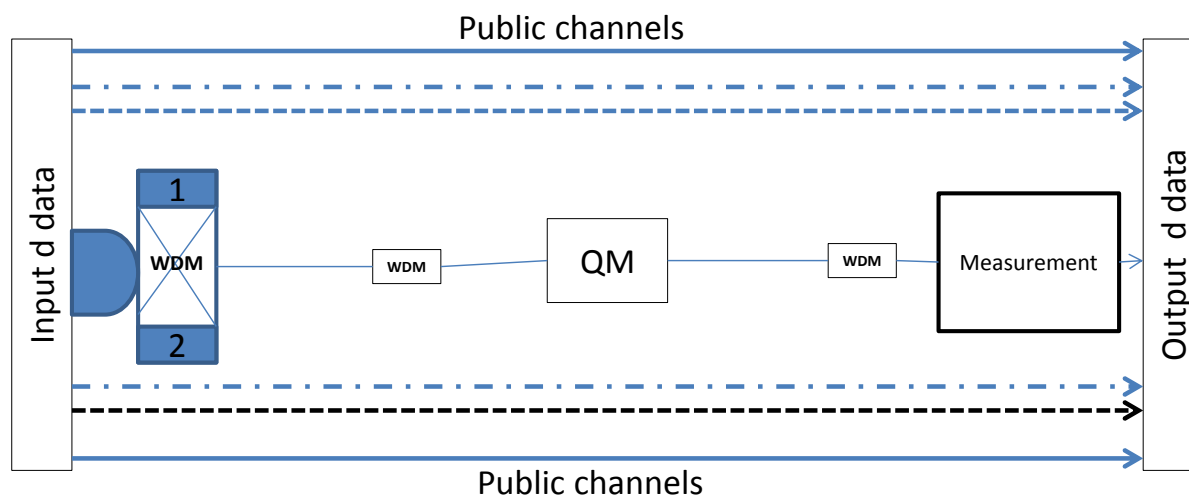 Public channels
Input d data
1
WDM
2
WDM
QM
WDM
Measurement
Output d data
Public channels